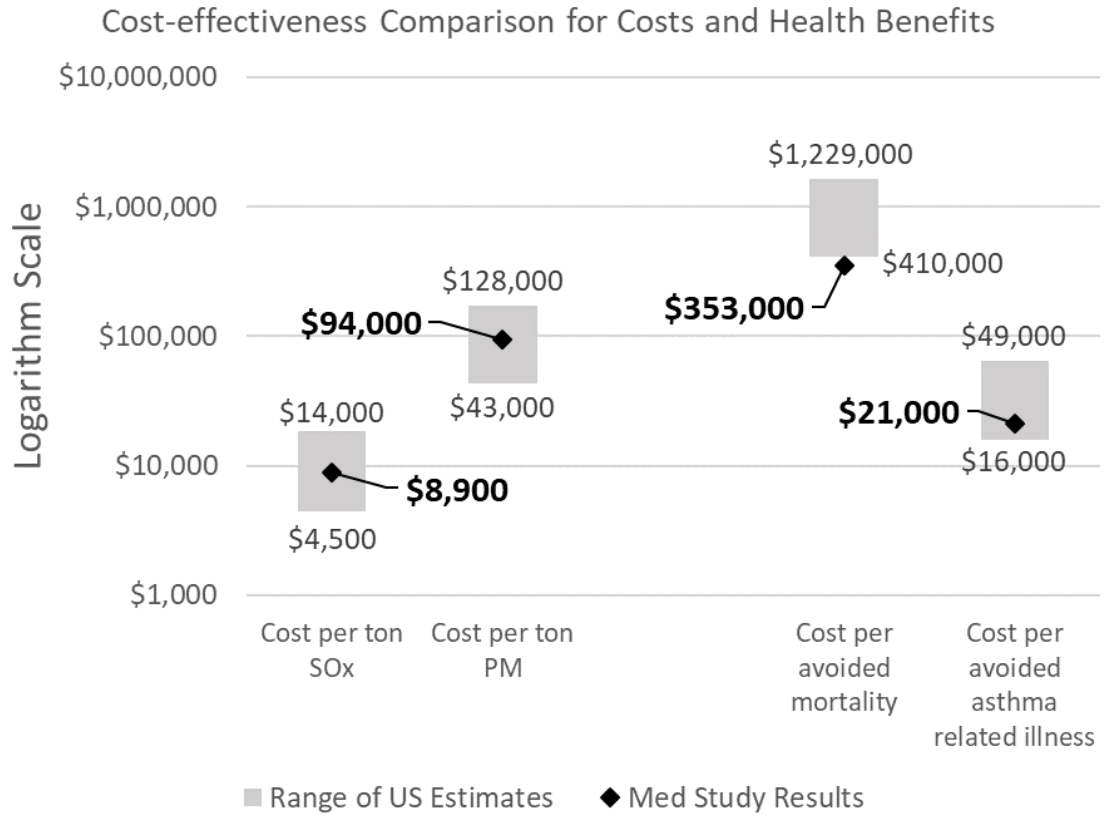 Cost-effectiveness Comparison for Costs and Health Benefits
$10,000,000
$1,229,000
$1,000,000
$410,000
$353,000
$128,000
$94,000
$100,000
$49,000
$43,000
$21,000
$14,000
$10,000
$16,000
$8,900
$4,500
$1,000
Logarithm Scale
Cost per ton
SOx
Cost per ton
PM
Cost per
avoided
mortality
Cost per
avoided
asthma
related illness
Range of US Estimates
Med Study Results